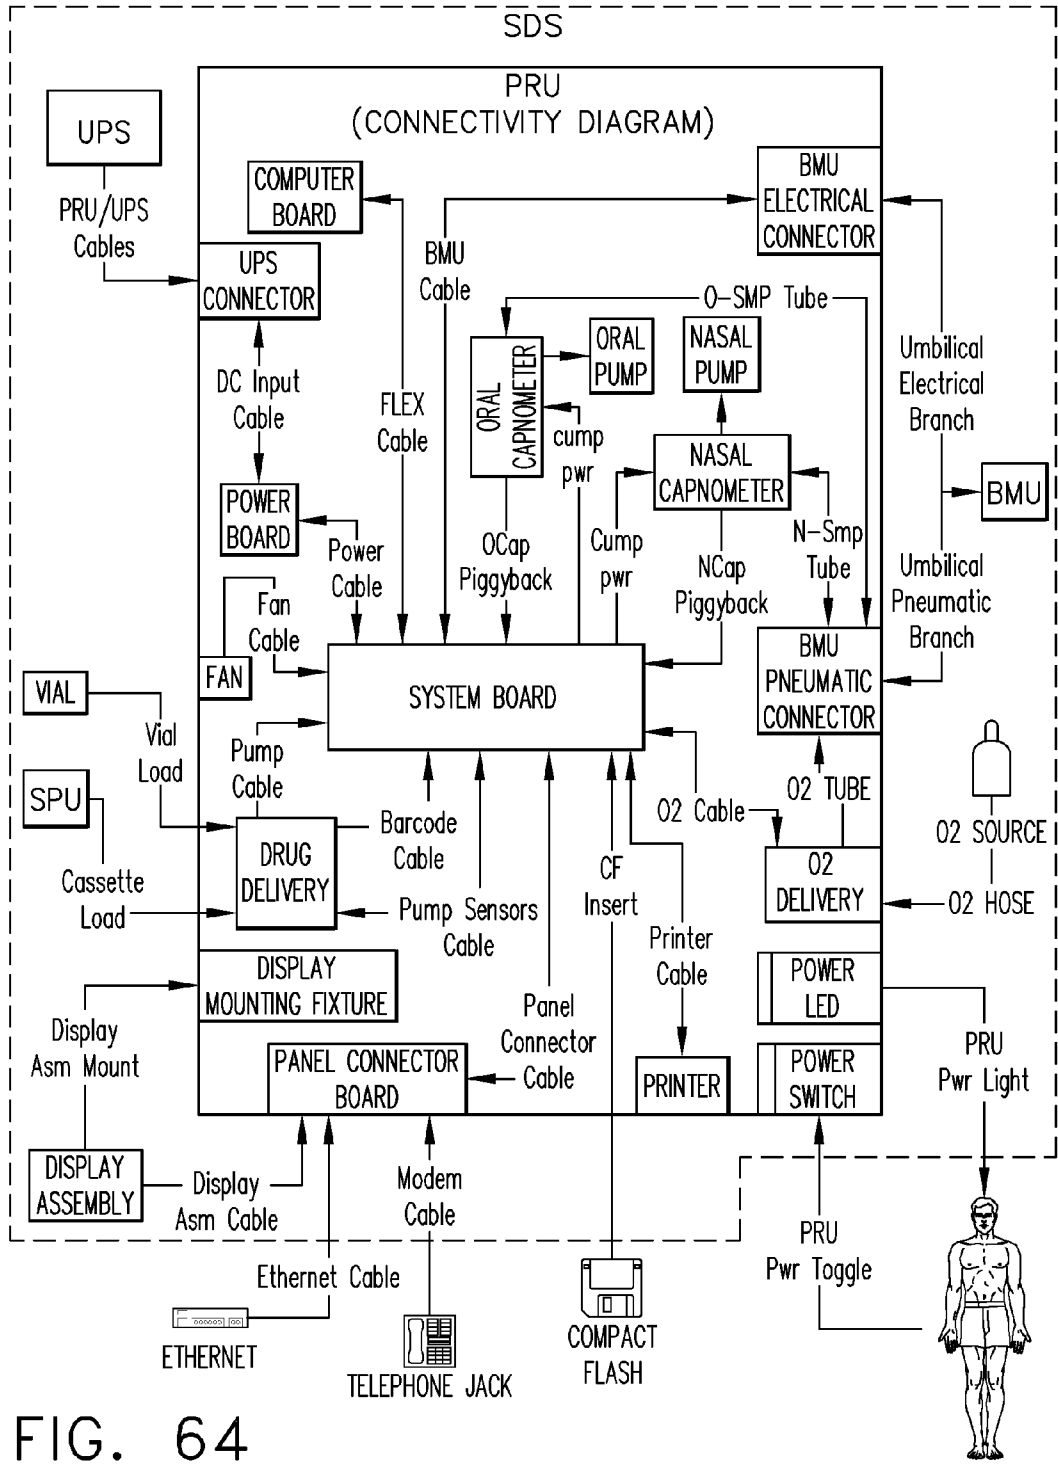 SDS
PRU
(CONNECTIVITY DIAGRAM)
UPS
PRU/UPS
Cables
COMPUTER
BOARD
BMU
ELECTRICAL
CONNECTOR
UPS
CONNECTOR
BMU
Cable
O-SMP Tube
ORAL
CAPNOMETER
ORAL
PUMP
NASAL
PUMP
Umbilical
Electrical
Branch
DC Input
Cable
FLEX
Cable
cump
pwr
NASAL
CAPNOMETER
BMU
POWER
BOARD
Power
Cable
OCap
Piggyback
Cump
pwr
NCap
Piggyback
N-Smp
Tube
Umbilical
Pneumatic
Branch
Fan
Cable
FAN
SYSTEM BOARD
BMU
PNEUMATIC
CONNECTOR
VIAL
Vial
Load
Pump
Cable
SPU
O2 Cable
O2 TUBE
O2 SOURCE
Barcode
Cable
DRUG
DELIVERY
CF
Insert
O2
DELIVERY
O2 HOSE
Cassette
Load
Pump Sensors
Cable
Printer
Cable
DISPLAY
MOUNTING FIXTURE
POWER
LED
Display
Asm Mount
Panel
Connector
Cable
PRU
Pwr Light
PANEL CONNECTOR
BOARD
PRINTER
POWER
SWITCH
DISPLAY
ASSEMBLY
Display
Asm Cable
Modem
Cable
PRU
Pwr Toggle
Ethernet Cable
ETHERNET
TELEPHONE JACK
COMPACT
FLASH
FIG. 64